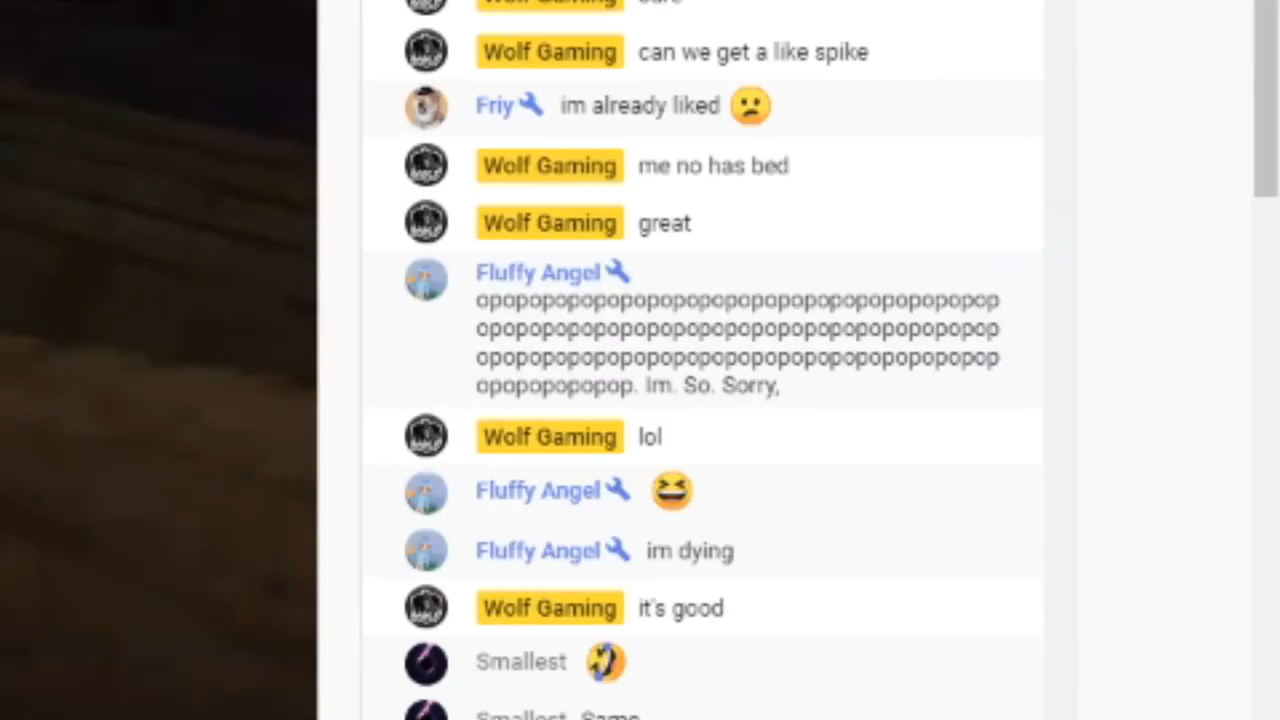 Wolf Gaming
Wolf Gaming can we get a like spike
Friy im already liked
Wolf Gaming me no has bed
Wolf Gaming great
Fluffy Angel
opopopopopopopopopopopopopopopopopopopop
opopopopopopopopopopopopopopopopopopopop
opopopopopopopopopopopopopopopopopopopop
opopopopopop. Im. So. Sorry,
Wolf Gaming lol
Fluffy Angel
Fluffy Angel im dying
Wolf Gaming it's good
Smallest
Smallest Same